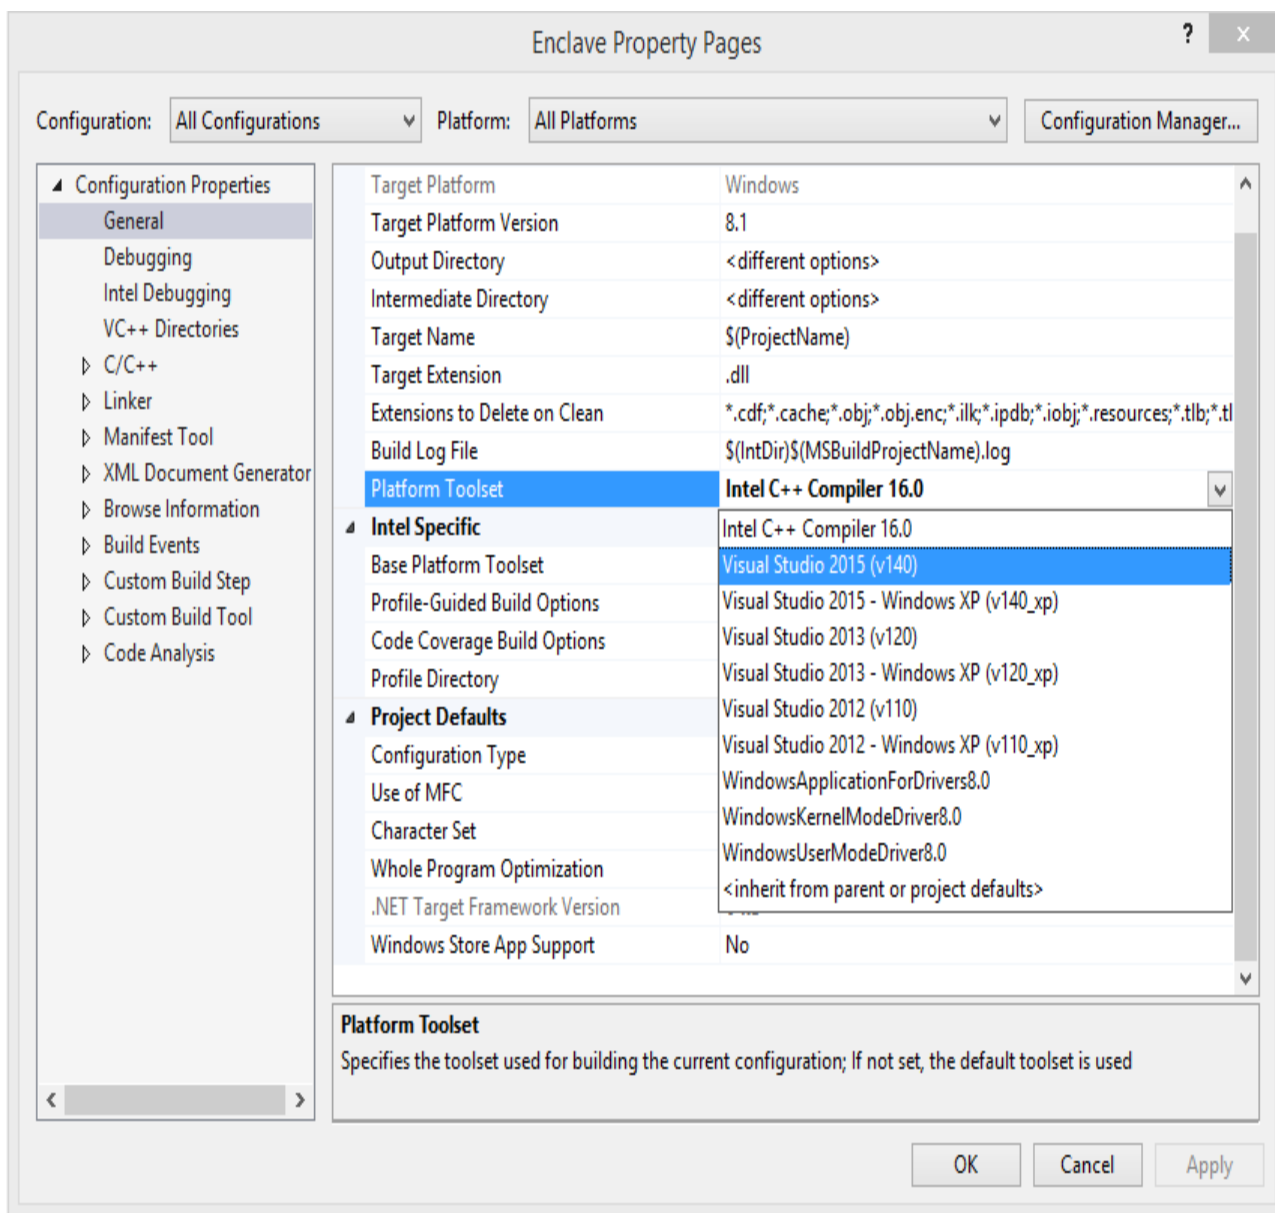 Enclave Property Pages
? X
Configuration: All Configurations Platform: All Platforms Configuration Manager...
Configuration Properties
General
Debugging
Intel Debugging
VC++ Directories
C/C++
Linker
Manifest Tool
XML Document Generator
Browse Information
Build Events
Custom Build Step
Custom Build Tool
Code Analysis
Target Platform Windows
Target Platform Version 8.1
Output Directory <different options>
Intermediate Directory <different options>
Target Name $(ProjectName)
Target Extension .dll
Extensions to Delete on Clean *.cdf;*.cache;*.obj;*.obj.enc;*.ilk;*.ipdb;*.iobj;*.resources;*.tlb;*.tl
Build Log File $(IntDir)$(MSBuildProjectName).log
Platform Toolset Intel C++ Compiler 16.0
Intel Specific
Base Platform Toolset
Profile-Guided Build Options
Code Coverage Build Options
Profile Directory
Project Defaults
Configuration Type
Use of MFC
Character Set
Whole Program Optimization
.NET Target Framework Version
Windows Store App Support No
Intel C++ Compiler 16.0
Visual Studio 2015 (v140)
Visual Studio 2015 - Windows XP (v140_xp)
Visual Studio 2013 (v120)
Visual Studio 2013 - Windows XP (v120_xp)
Visual Studio 2012 (v110)
Visual Studio 2012 - Windows XP (v110_xp)
WindowsApplicationForDrivers8.0
WindowsKernelModeDriver8.0
WindowsUserModeDriver8.0
<inherit from parent or project defaults>
Platform Toolset
Specifies the toolset used for building the current configuration; If not set, the default toolset is used
OK Cancel Apply